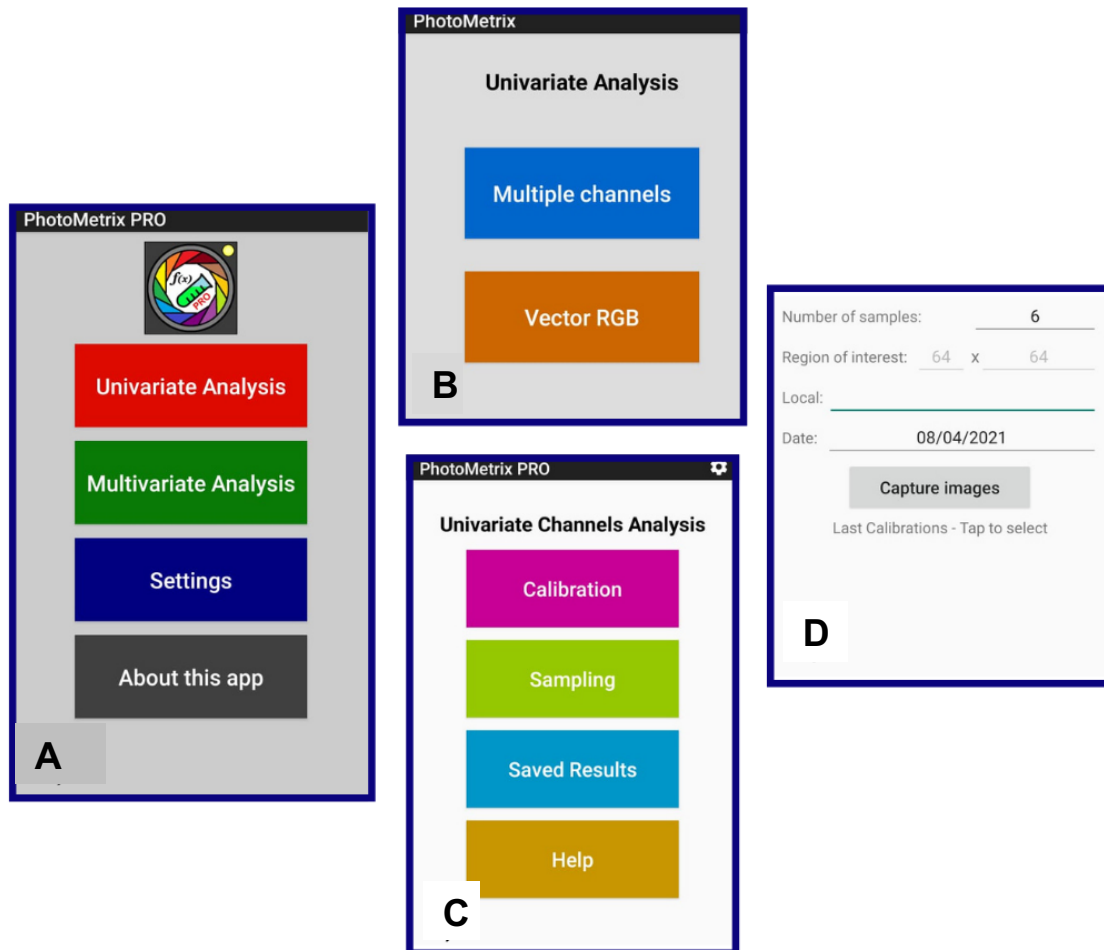 PhotoMetrix PRO
f(x)
PRO
Univariate Analysis
Multivariate Analysis
Settings
About this app
A
PhotoMetrix
Univariate Analysis
Multiple channels
Vector RGB
B
PhotoMetrix PRO
Univariate Channels Analysis
Calibration
Sampling
Saved Results
Help
C
Number of samples: 6
Region of interest: 64 x 64
Local:
Date: 08/04/2021
Capture images
Last Calibrations - Tap to select
D